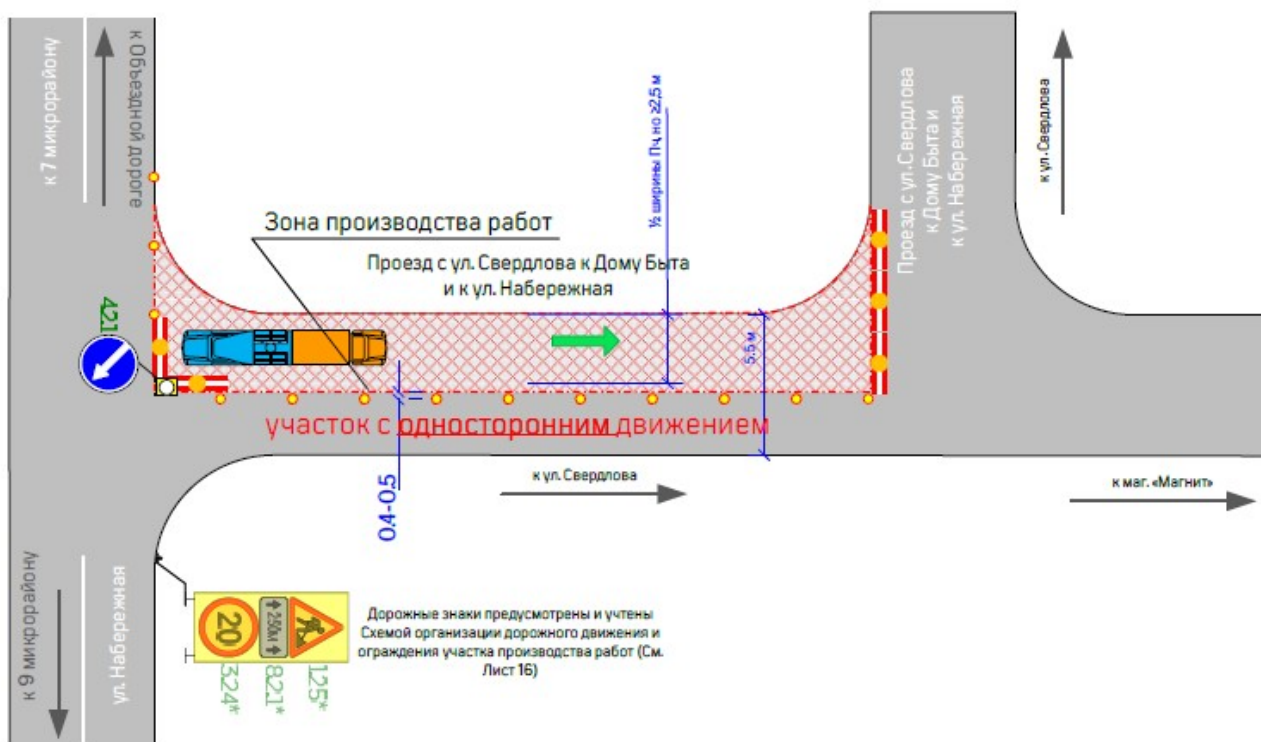 к 7 микрорайону
к Объездной дороге
½ ширины Пч, но ≥2,5 м
Проезд с ул. Свердлова
к Дому Быта и
к ул. Набережная
к ул. Свердлова
Зона производства работ
Проезд с ул. Свердлова к Дому Быта
и к ул. Набережная
4.2.1
5.5 м
участок с односторонним движением
0.4-0.5
к ул. Свердлова
к маг. «Магнит»
к 9 микрорайону
ул. Набережная
20
250м
3.24*
8.2.1*
1.25*
Дорожные знаки предусмотрены и учтены
Схемой организации дорожного движения и
ограждения участка производства работ (См.
Лист 16)